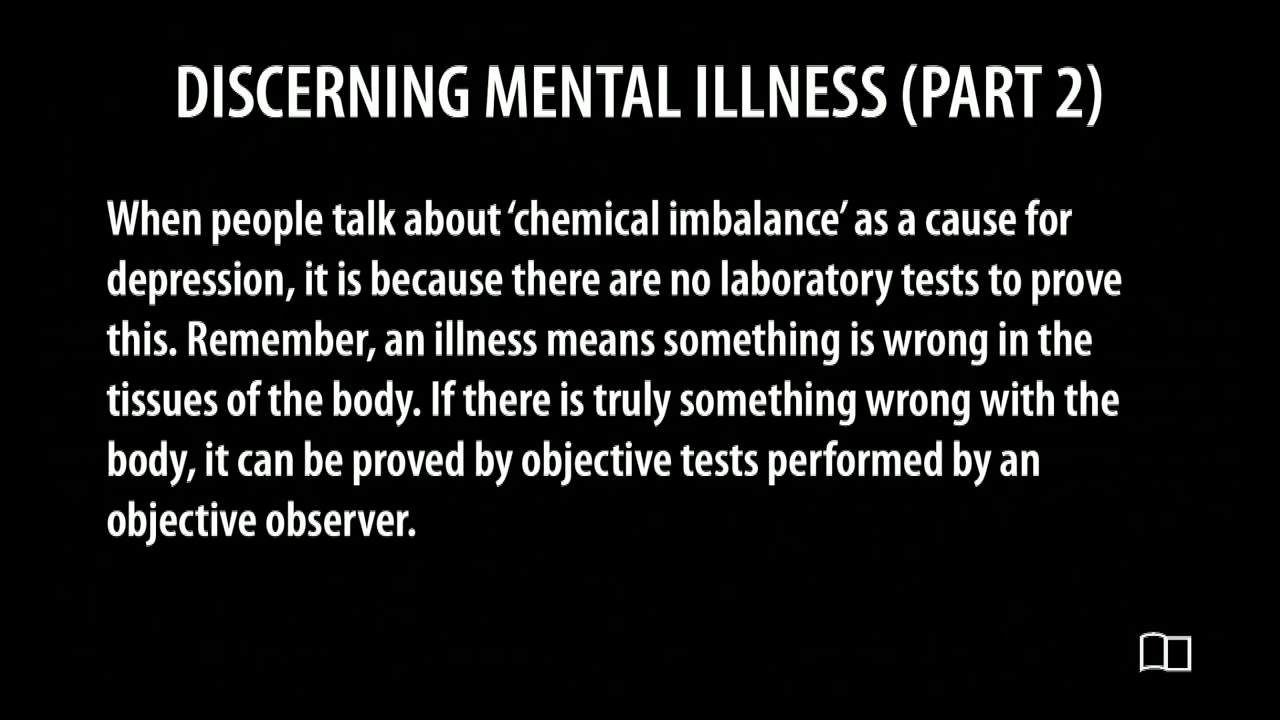 DISCERNING MENTAL ILLNESS (PART 2)
When people talk about ‘chemical imbalance’ as a cause for
depression, it is because there are no laboratory tests to prove
this. Remember, an illness means something is wrong in the
tissues of the body. If there is truly something wrong with the
body, it can be proved by objective tests performed by an
objective observer.